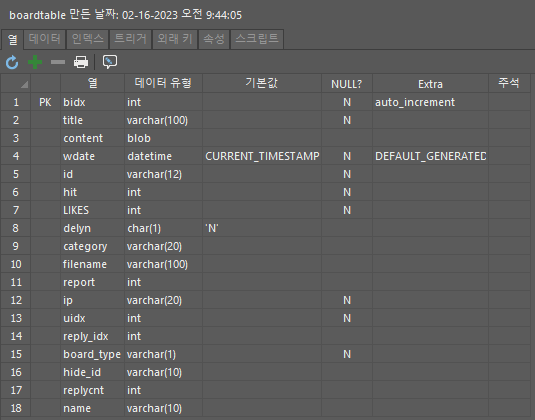 boardtable 만든 날짜: 02-16-2023 오전 9:44:05
열 데이터 인덱스 트리거 외래 키 속성 스크립트
열 데이터 유형 기본값 NULL? Extra 주석
1 PK bidx int N auto_increment
2 title varchar(100) N
3 content blob
4 wdate datetime CURRENT_TIMESTAMP N DEFAULT_GENERATED
5 id varchar(12) N
6 hit int N
7 LIKES int N
8 delyn char(1) 'N'
9 category varchar(20)
10 filename varchar(100)
11 report int
12 ip varchar(20) N
13 uidx int N
14 reply_idx int
15 board_type varchar(1) N
16 hide_id varchar(10)
17 replycnt int
18 name varchar(10)